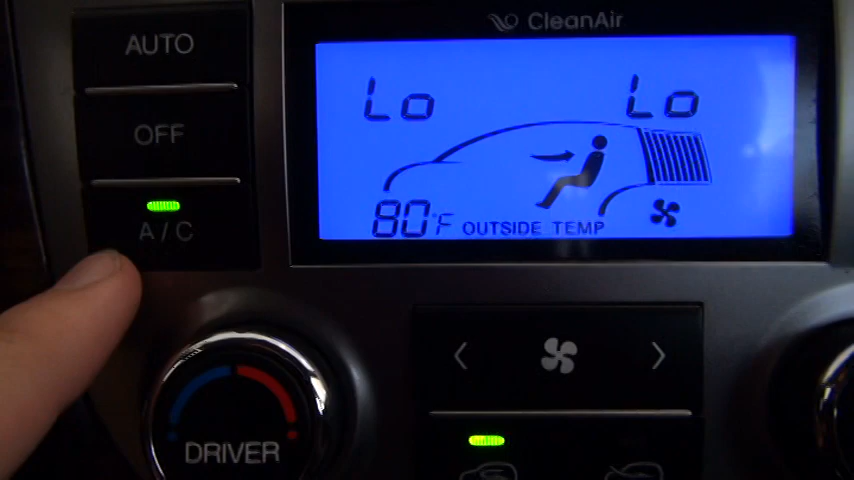 CleanAir
AUTO
Lo Lo
OFF
A/C
80°F OUTSIDE TEMP
< >
DRIVER